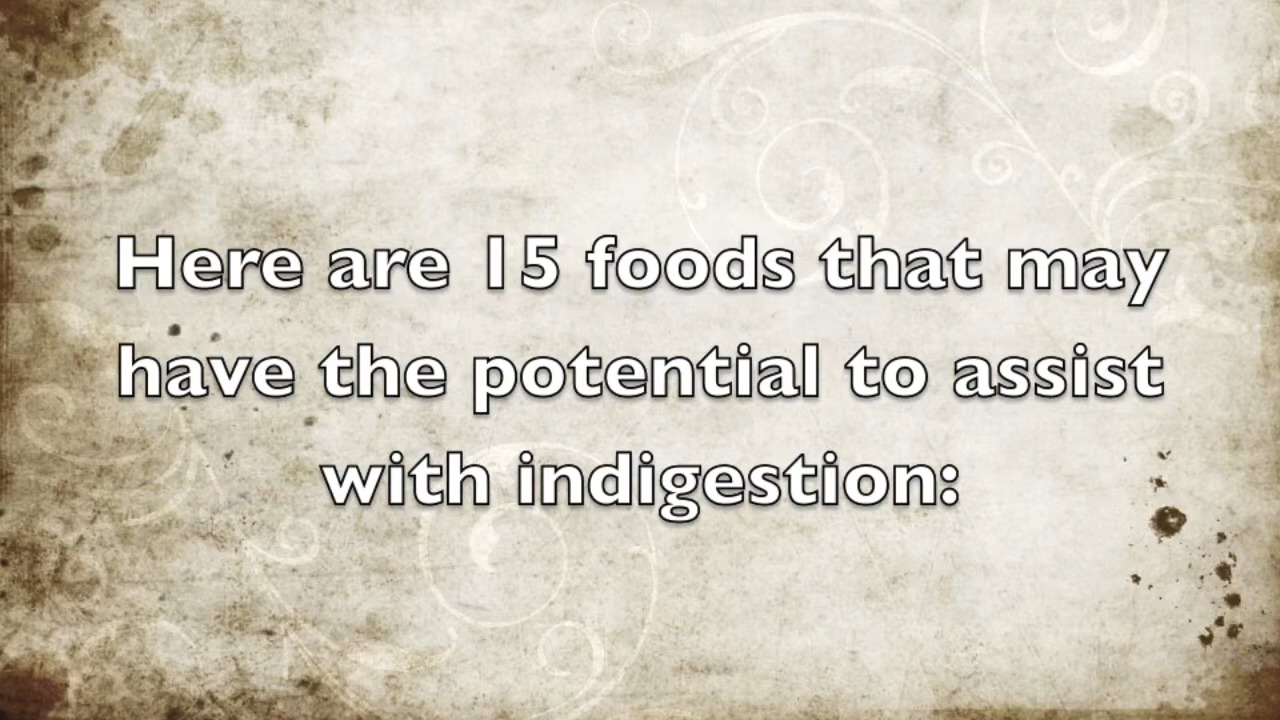 Here are 15 foods that may
have the potential to assist
with indigestion: